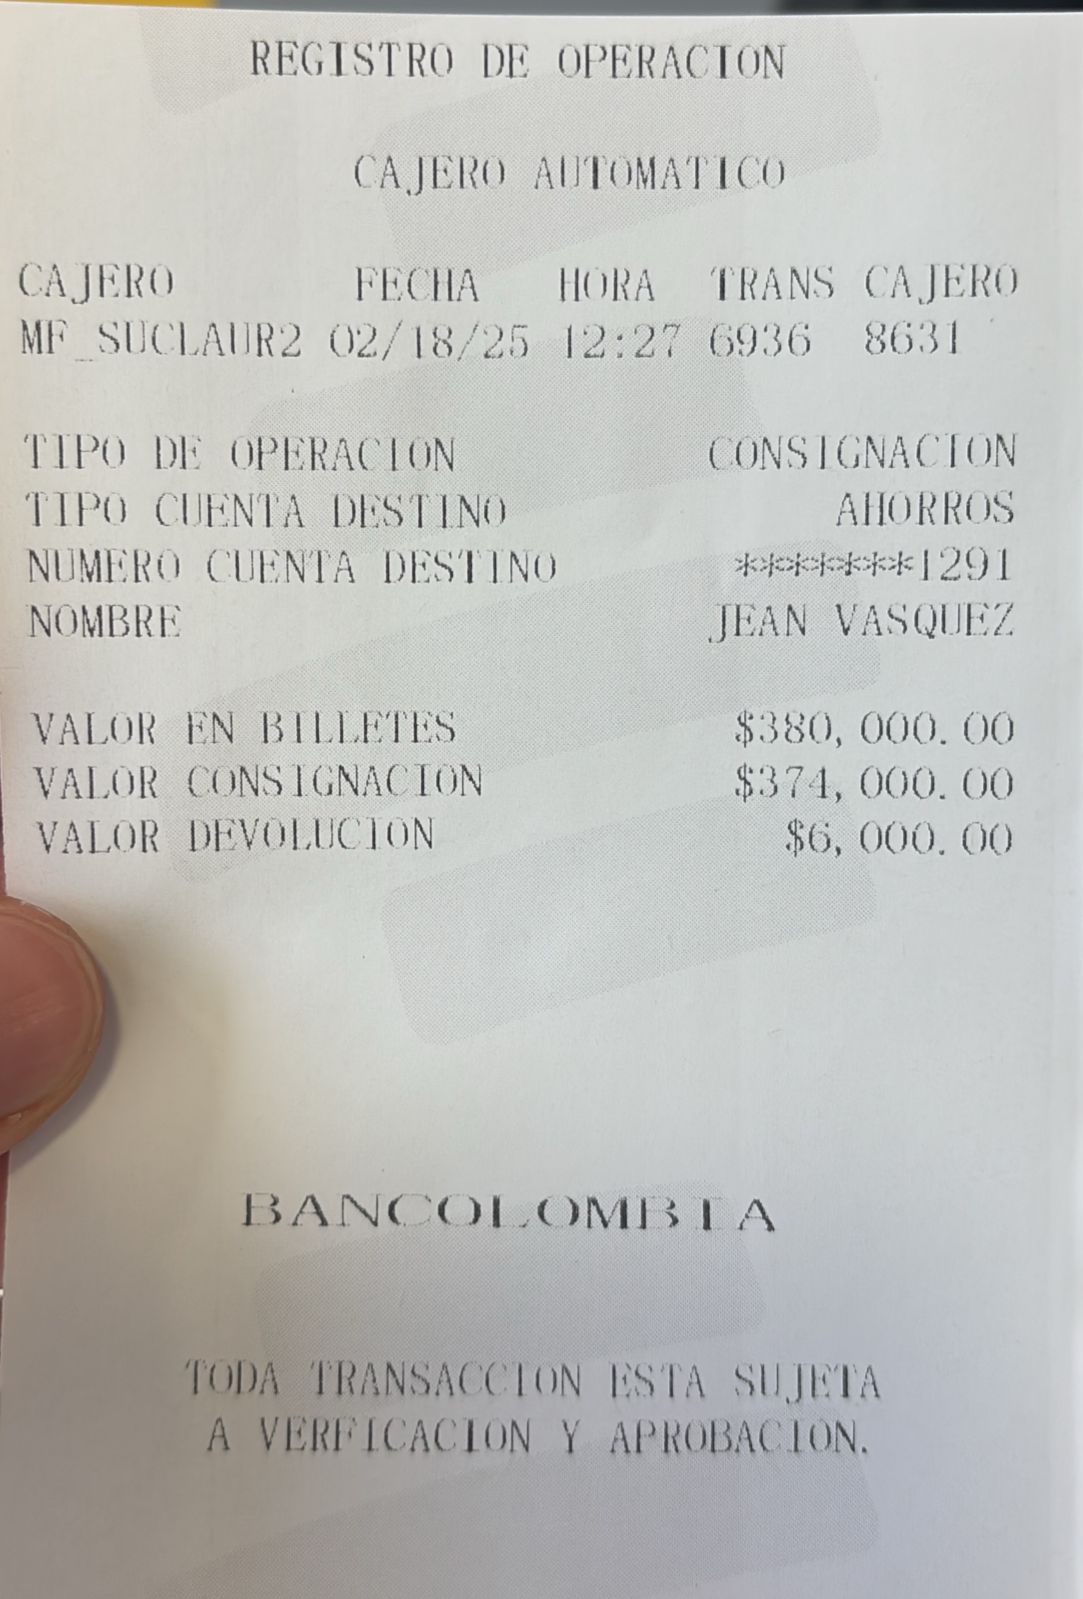 REGISTRO DE OPERACION
CAJERO AUTOMATICO
CAJERO FECHA HORA TRANS CAJERO
MF_SUCLAUR2 02/18/25 12:27 6936 8631
TIPO DE OPERACION CONSIGNACION
TIPO CUENTA DESTINO AHORROS
NUMERO CUENTA DESTINO *******1291
NOMBRE JEAN VASQUEZ
VALOR EN BILLETES $380,000.00
VALOR CONSIGNACION $374,000.00
VALOR DEVOLUCION $6,000.00
BANCOLOMBIA
TODA TRANSACCION ESTA SUJETA
A VERFICACION Y APROBACION.